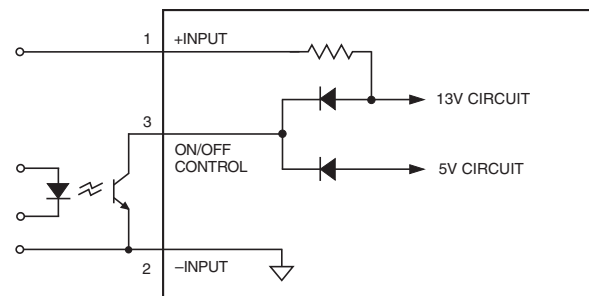 1
+INPUT
13V CIRCUIT
3
ON/OFF
CONTROL
5V CIRCUIT
2
–INPUT